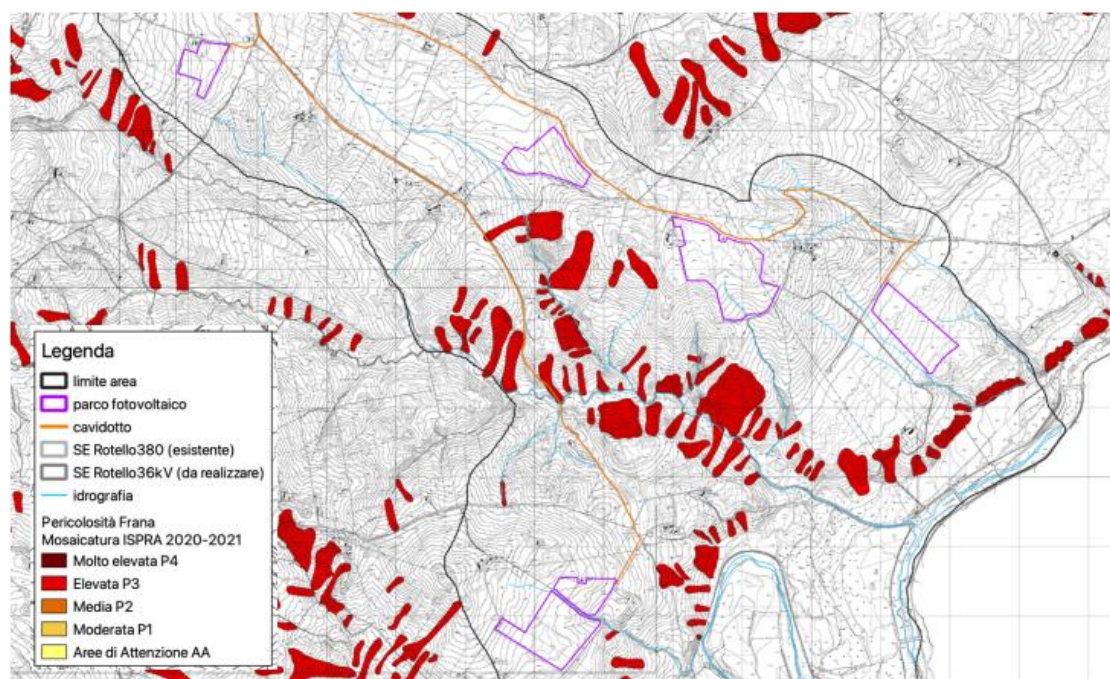 Legenda
limite area
parco fotovoltaico
cavidotto
SE Rotello380 (esistente)
SE Rotello36kV (da realizzare)
idrografia
Pericolosità Frana
Mosaicatura ISPRA 2020-2021
Molto elevata P4
Elevata P3
Media P2
Moderata P1
Aree di Attenzione AA